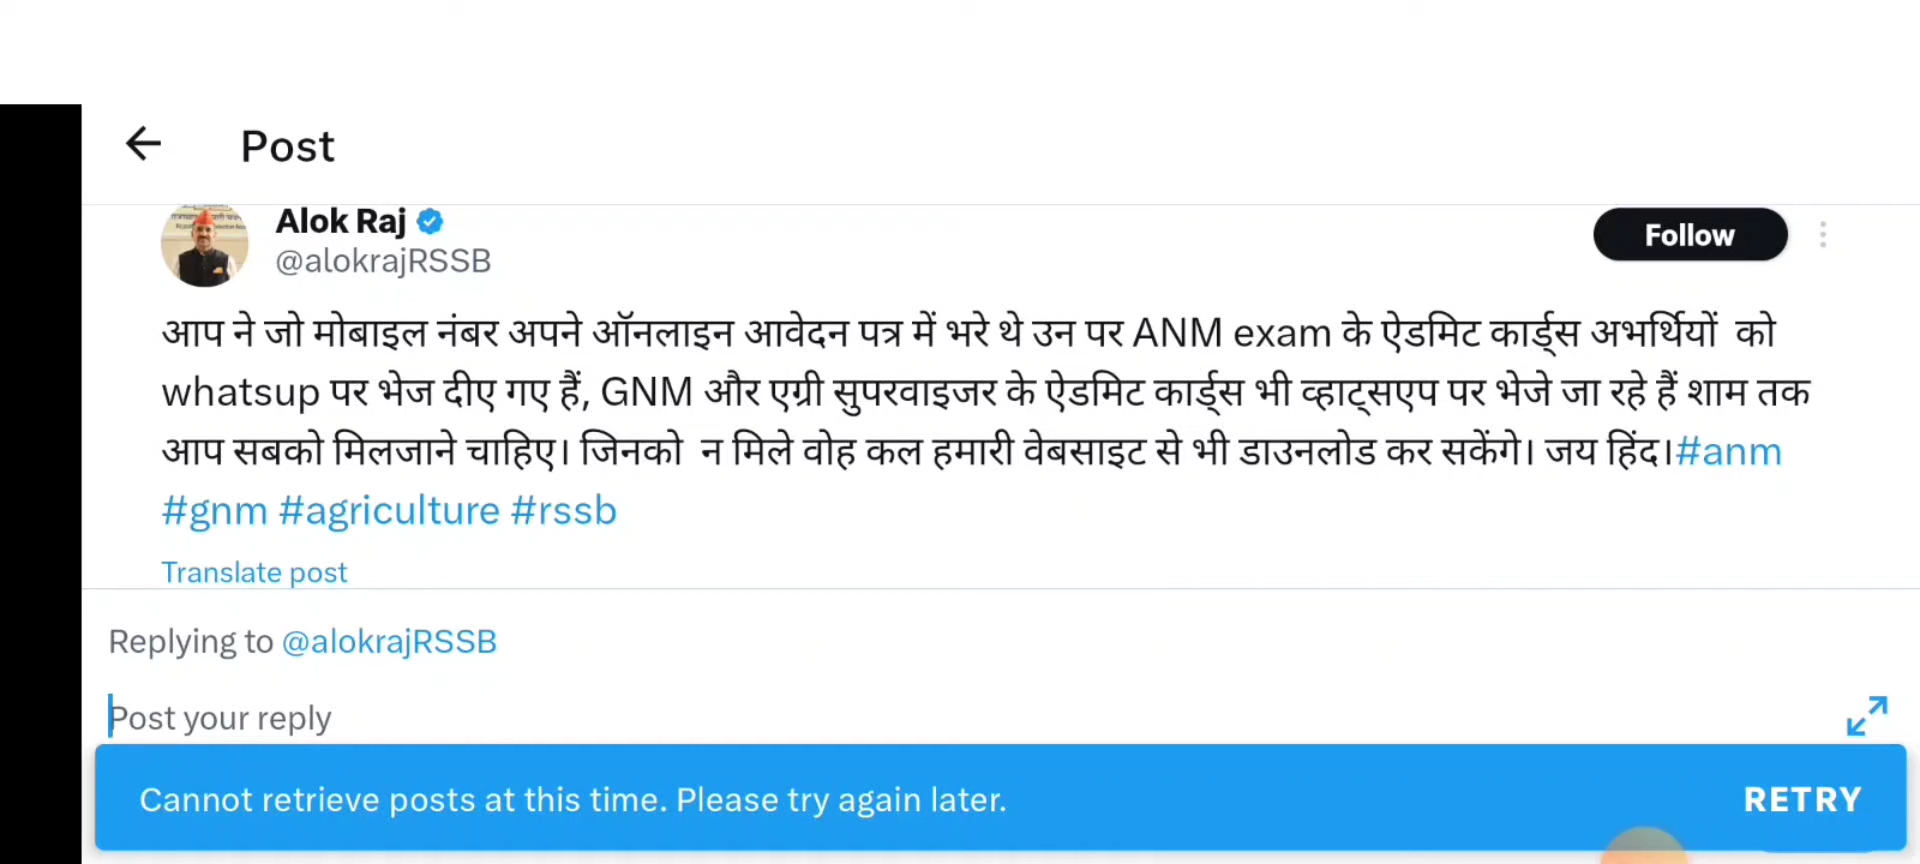 Post
Alok Raj
@alokrajRSSB
Follow
आप ने जो मोबाइल नंबर अपने ऑनलाइन आवेदन पत्र में भरे थे उन पर ANM exam के ऐडमिट कार्ड्स अभर्थियों को
whatsup पर भेज दीए गए हैं, GNM और एग्री सुपरवाइजर के ऐडमिट कार्ड्स भी व्हाट्सएप पर भेजे जा रहे हैं शाम तक
आप सबको मिलजाने चाहिए। जिनको न मिले वोह कल हमारी वेबसाइट से भी डाउनलोड कर सकेंगे। जय हिंद।#anm
#gnm #agriculture #rssb
Translate post
Replying to @alokrajRSSB
Post your reply
Cannot retrieve posts at this time. Please try again later.
RETRY